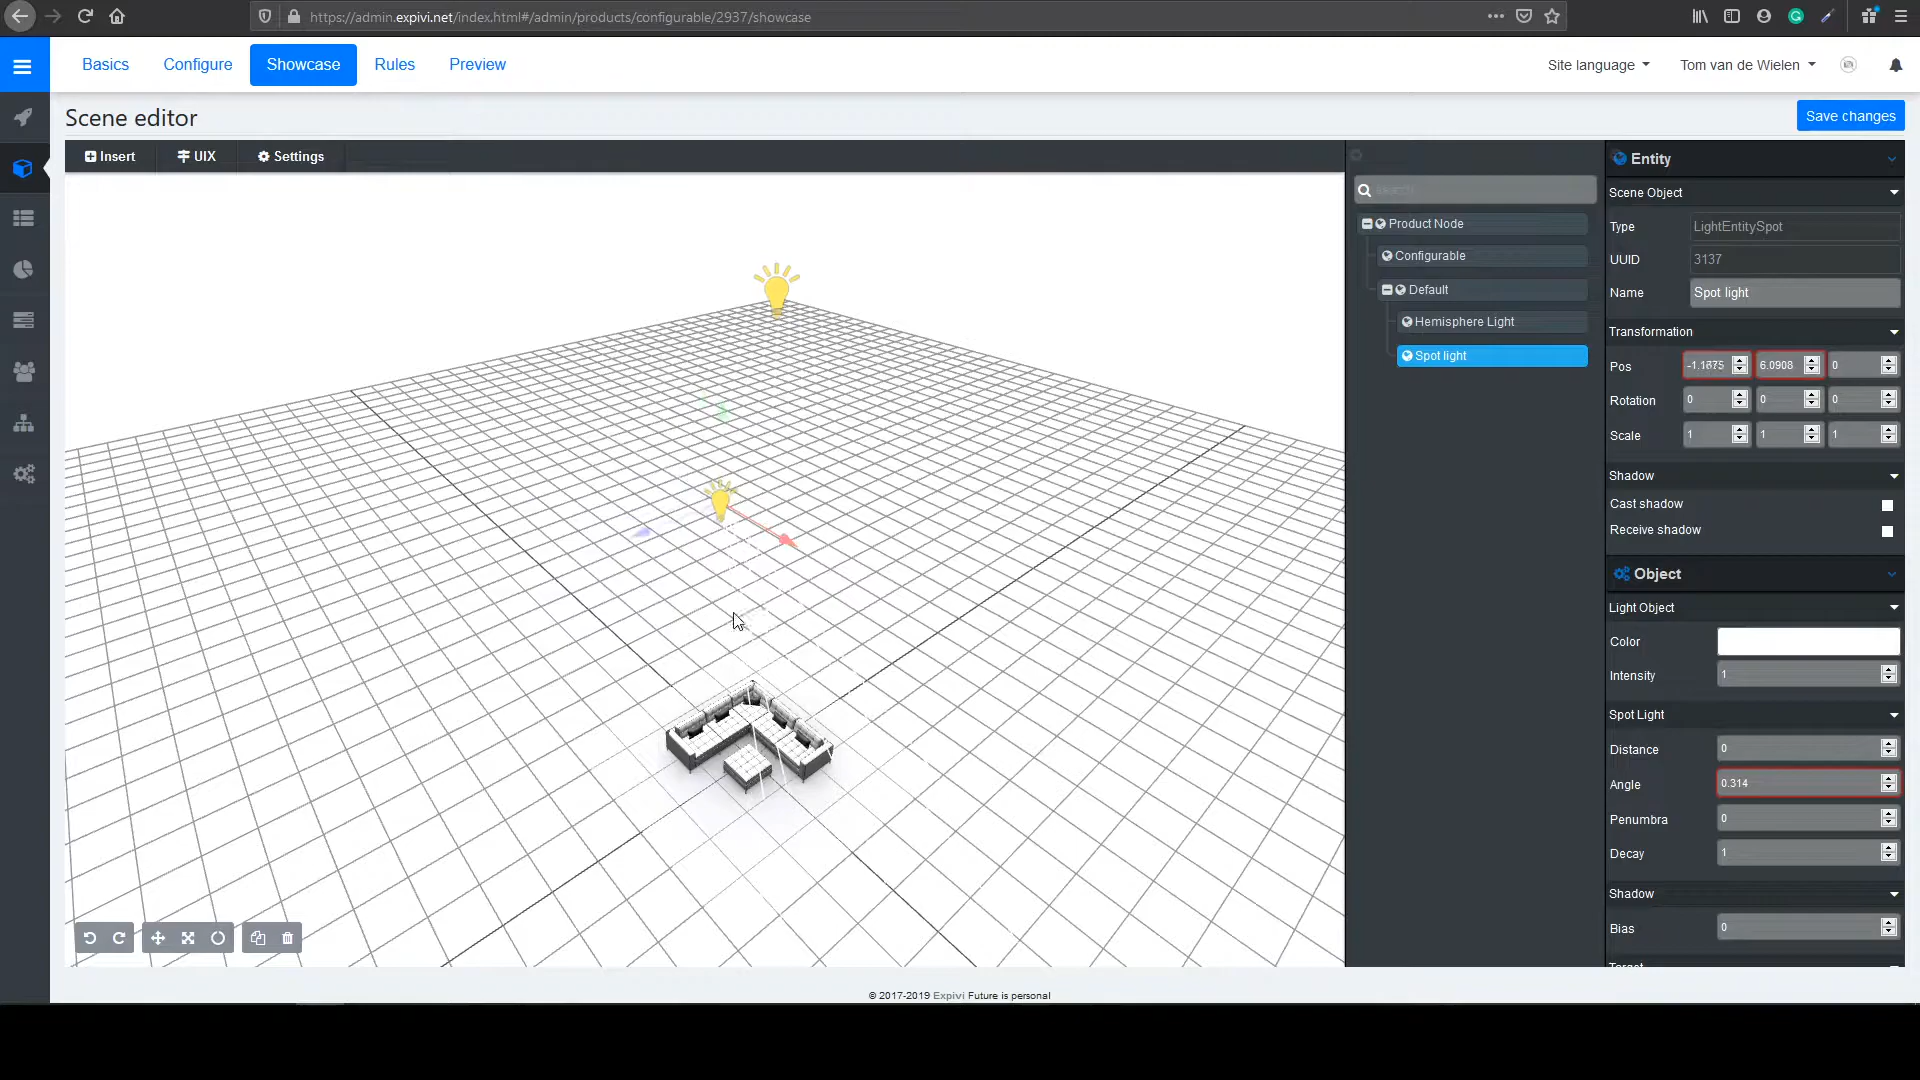 https://admin.expivi.net/index.html#/admin/products/configurable/2937/showcase
Basics
Configure
Showcase
Rules
Preview
Site language
Tom van de Wielen
Scene editor
Save changes
Insert
UIX
Settings
Product Node
Configurable
Default
Hemisphere Light
Spot light
Entity
Scene Object
Type LightEntitySpot
UUID 3137
Name Spot light
Transformation
Pos -1.1675 6.0908 0
Rotation 0 0 0
Scale 1 1 1
Shadow
Cast shadow
Receive shadow
Object
Light Object
Color
Intensity 1
Spot Light
Distance 0
Angle 0.314
Penumbra 0
Decay 1
Shadow
Bias 0
© 2017-2019 Expivi Future is personal